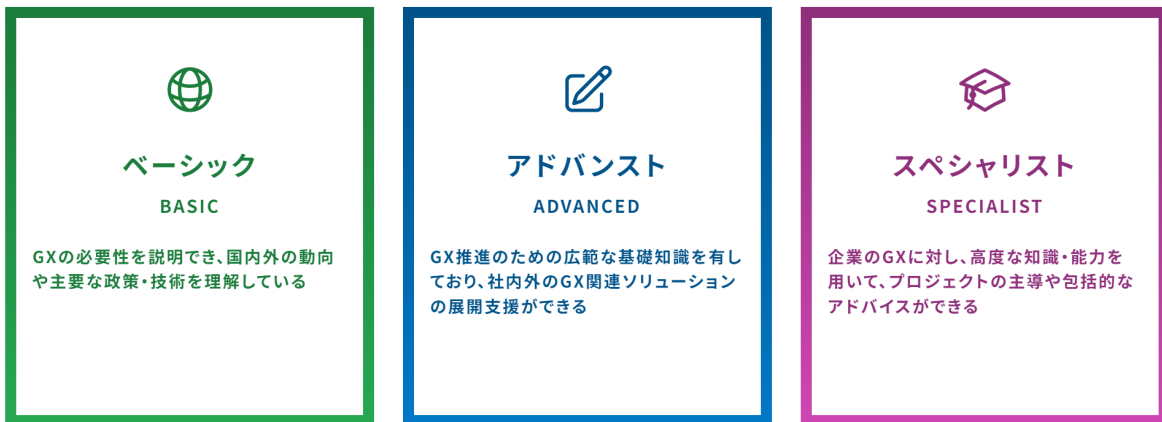 ベーシック
BASIC
GXの必要性を説明でき、国内外の動向
や主要な政策・技術を理解している
アドバンスト
ADVANCED
GX推進のための広範な基礎知識を有し
ており、社内外のGX関連ソリューション
の展開支援ができる
スペシャリスト
SPECIALIST
企業のGXに対し、高度な知識・能力を
用いて、プロジェクトの主導や包括的な
アドバイスができる